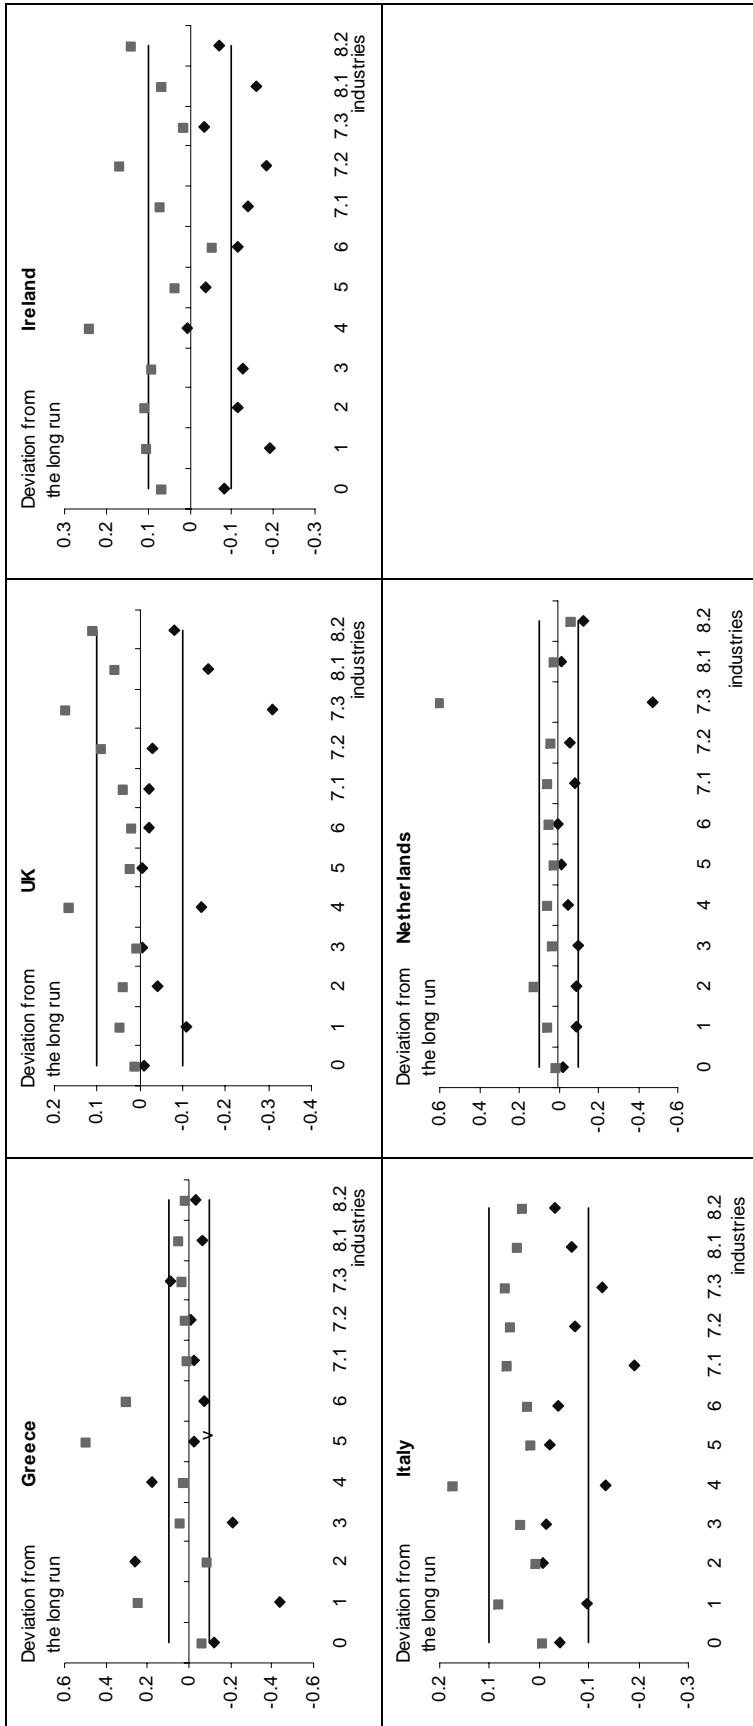 Greece
Deviation from
the long run
0.6
0.4
0.2
0
-0.2
-0.4
-0.6
v
0 1 2 3 4 5 6 7.1 7.2 7.3 8.1 8.2
industries
UK
Deviation from
the long run
0.2
0.1
0
-0.1
-0.2
-0.3
-0.4
0 1 2 3 4 5 6 7.1 7.2 7.3 8.1 8.2
industries
Ireland
Deviation from
the long run
0.3
0.2
0.1
0
-0.1
-0.2
-0.3
0 1 2 3 4 5 6 7.1 7.2 7.3 8.1 8.2
industries
Italy
Deviation from
the long run
0.2
0.1
0
-0.1
-0.2
-0.3
0 1 2 3 4 5 6 7.1 7.2 7.3 8.1 8.2
industries
Netherlands
Deviation from
the long run
0.6
0.4
0.2
0
-0.2
-0.4
-0.6
0 1 2 3 4 5 6 7.1 7.2 7.3 8.1 8.2
industries